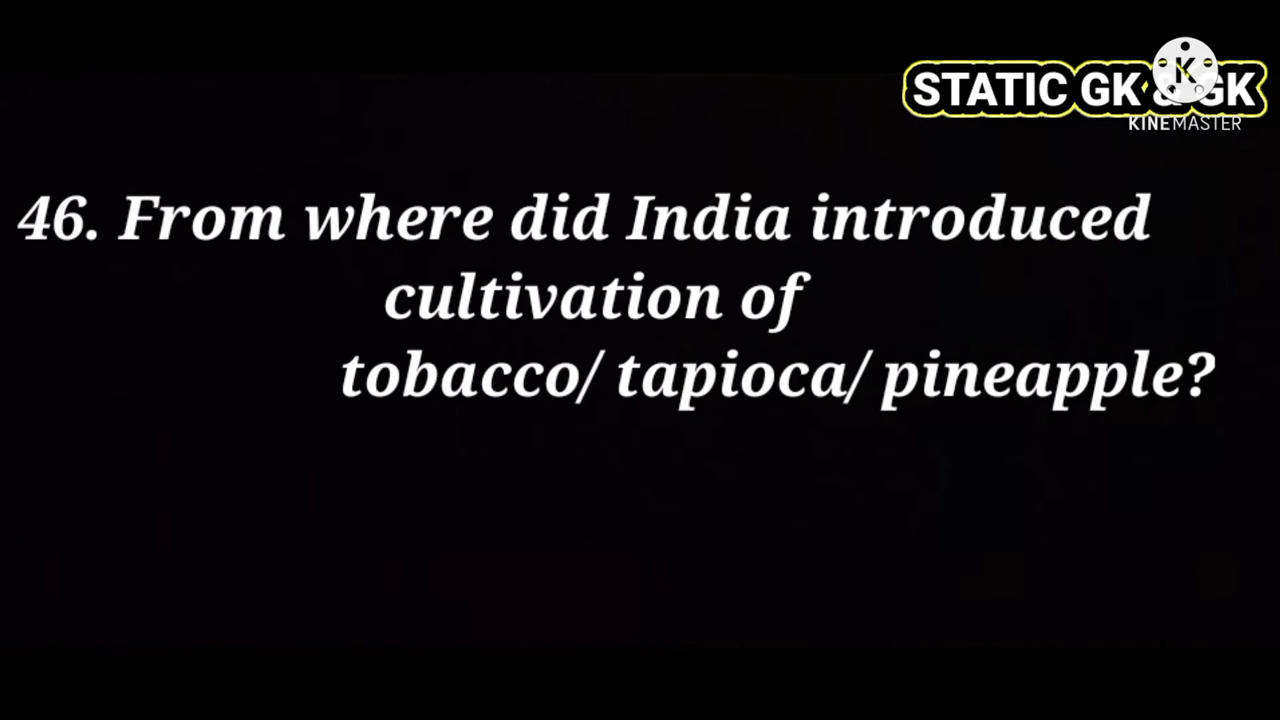 STATIC GK & GK
KINEMASTER
46. From where did India introduced
cultivation of
tobacco/ tapioca/ pineapple?